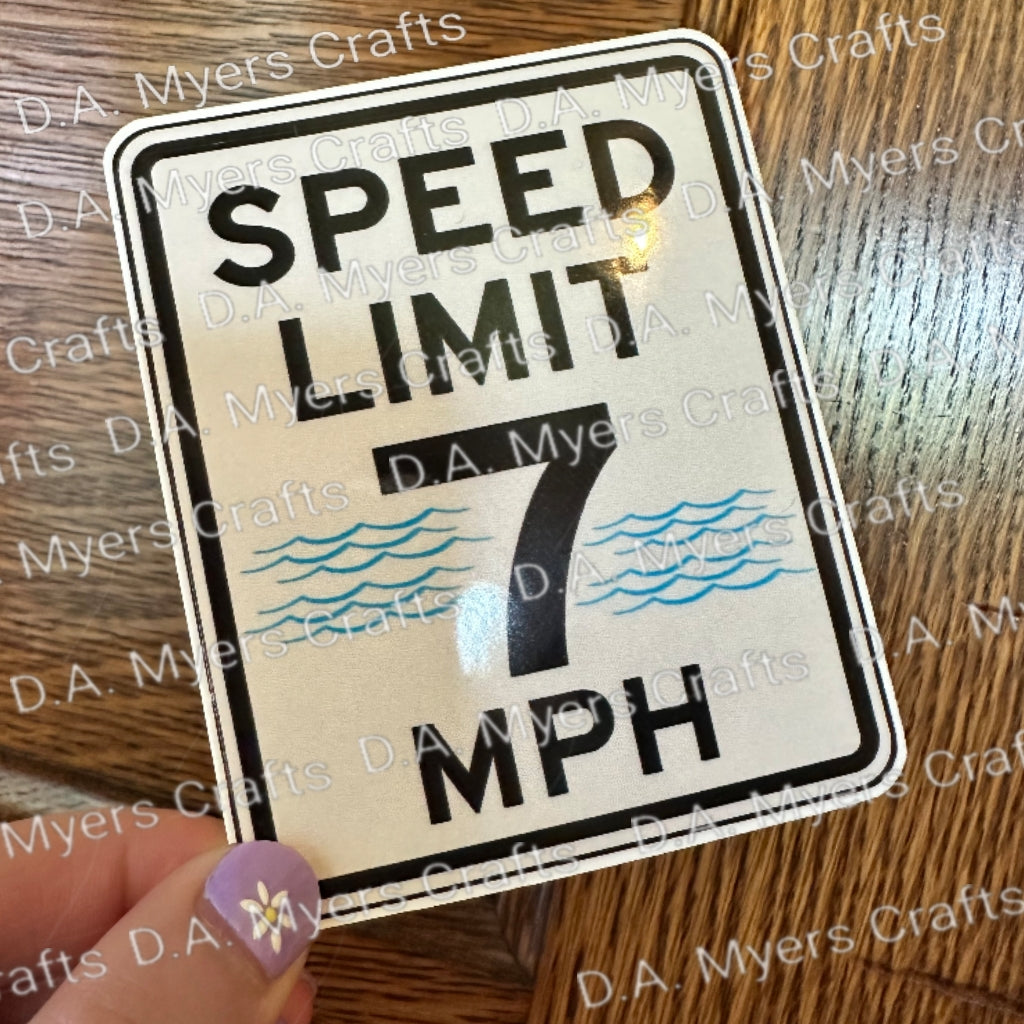 SPEED
LIMIT
7
MPH
D.A. Myers Crafts